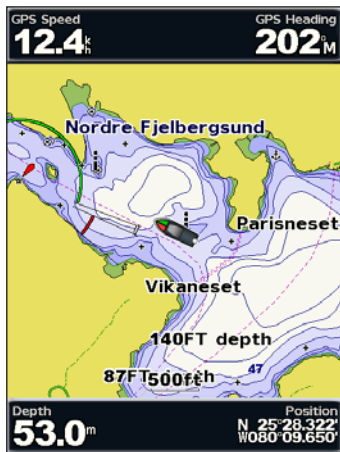 GPS Speed
12.4kh
GPS Heading
202°M
Nordre Fjelbergsund
Parisneset
Vikaneset
140FT depth
87FT
500ft
47
Depth
53.0m
Position
N 25°28.322'
W080°09.650'